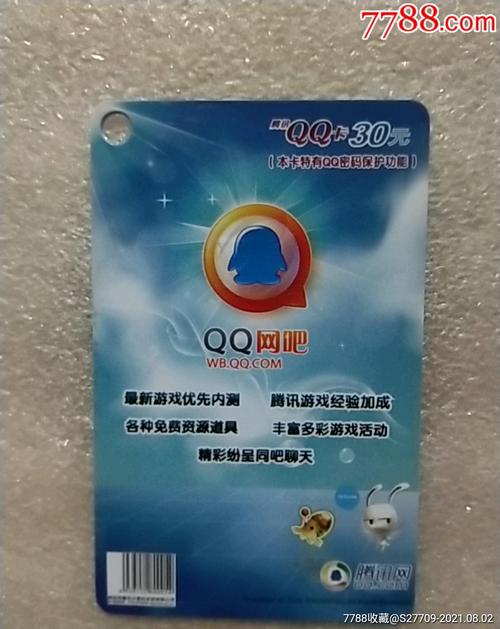 7788.com
腾讯QQ卡 30元
(本卡特有QQ密码保护功能)
QQ网吧
WB.QQ.COM
最新游戏优先内测 腾讯游戏经验加成
各种免费资源道具 丰富多彩游戏活动
精彩纷呈同吧聊天
腾讯网
QQ.COM
7788收藏@S27709-2021.08.02